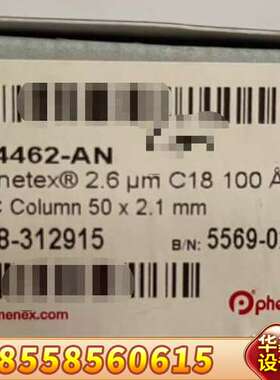 4462-AN
netex® 2.6 µm C18 100 Å
C Column 50 x 2.1 mm
8-312915
B/N: 5569-0
phe
menex.com
华
设
8558560615